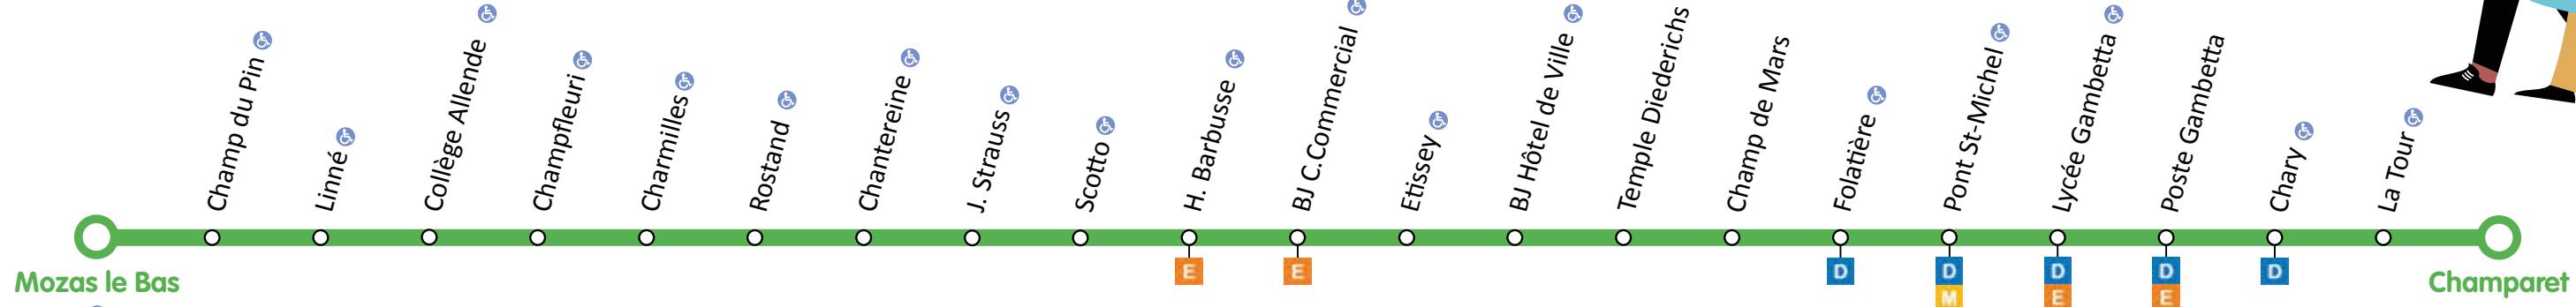 Champ du Pin
Linné
Collège Allende
Champfleuri
Charmilles
Rostand
Chantereine
J. Strauss
Scotto
H. Barbusse
BJ C.Commercial
Etissey
BJ Hôtel de Ville
Temple Diederichs
Champ de Mars
Folatière
Pont St-Michel
Lycée Gambetta
Poste Gambetta
Chary
La Tour
Mozas le Bas
E
E
D
D
M
D
E
D
E
D
Champaret